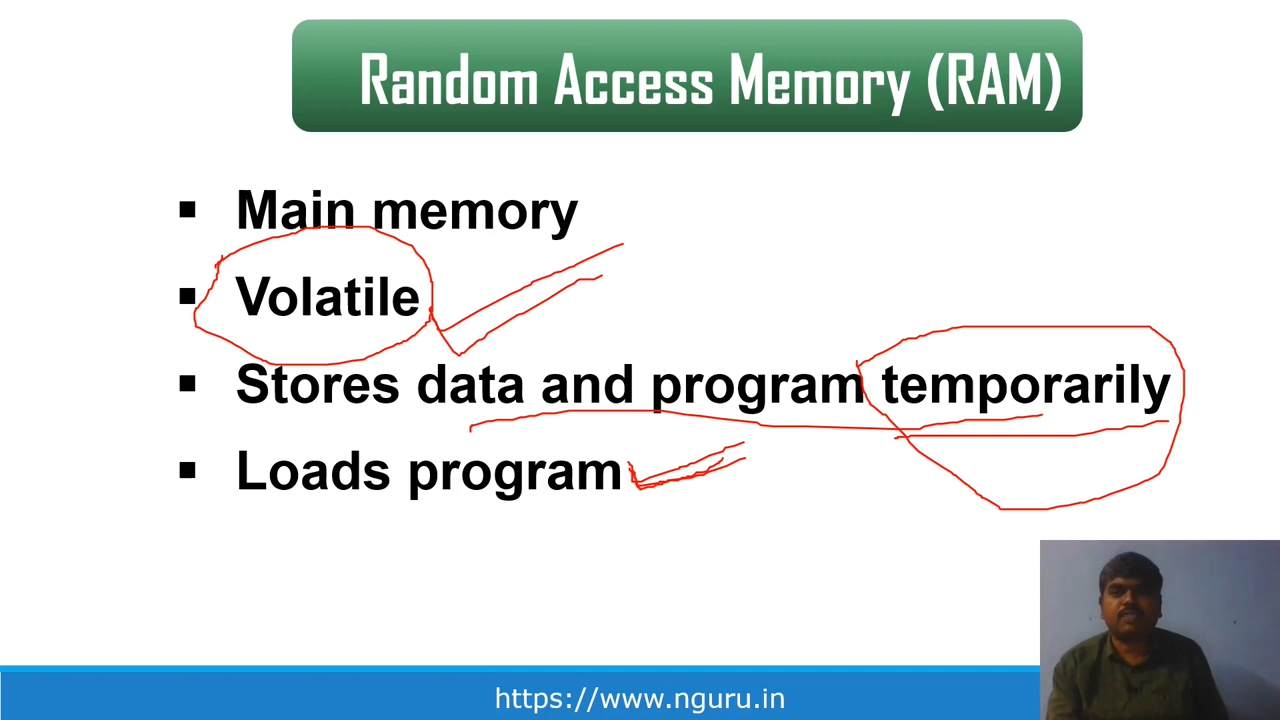 Random Access Memory (RAM)
▪ Main memory
▪ Volatile
▪ Stores data and program temporarily
▪ Loads program
https://www.nguru.in